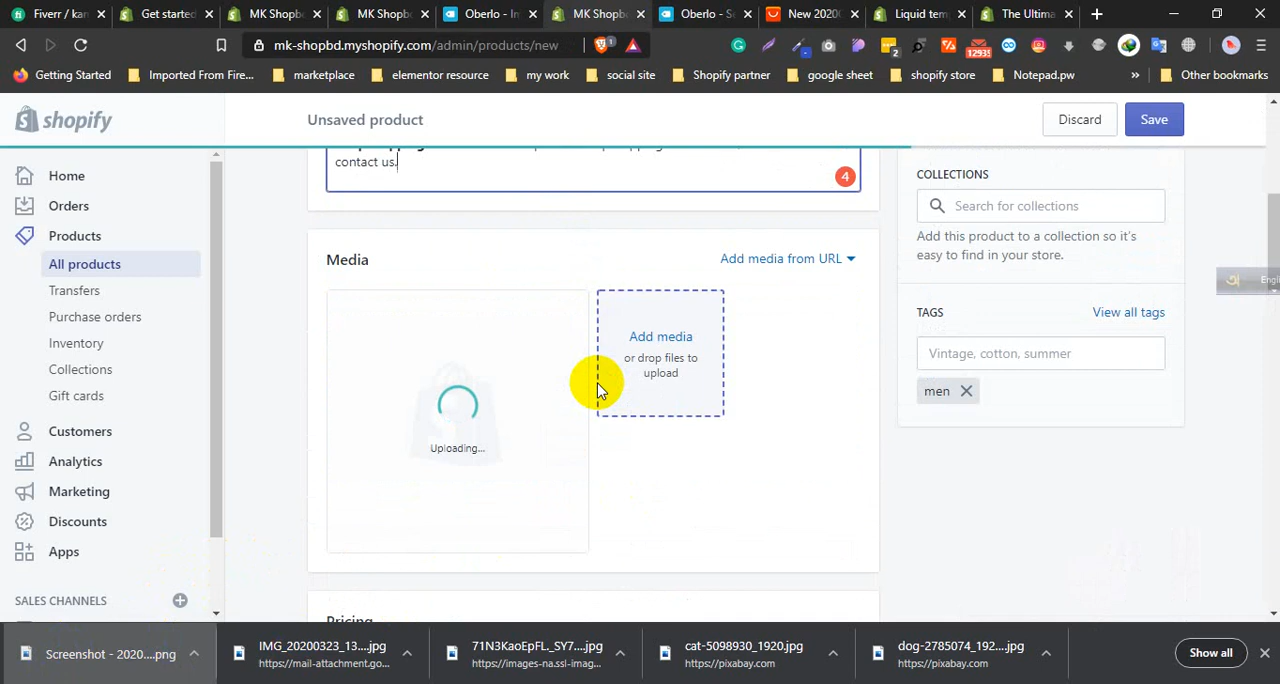 Fiverr / kan
Get started
MK Shopb
MK Shopb
Oberlo - In
MK Shopb
Oberlo - Se
New 2020
Liquid tem
The Ultima
mk-shopbd.myshopify.com/admin/products/new
1
2
12935
Getting Started
Imported From Fire...
marketplace
elementor resource
my work
social site
Shopify partner
google sheet
shopify store
Notepad.pw
»
Other bookmarks
shopify
Unsaved product
Discard
Save
Home
Orders
Products
All products
Transfers
Purchase orders
Inventory
Collections
Gift cards
Customers
Analytics
Marketing
Discounts
Apps
SALES CHANNELS
contact us.
4
Media
Add media from URL
Uploading...
Add media
or drop files to
upload
Pricing
COLLECTIONS
Search for collections
Add this product to a collection so it's
easy to find in your store.
TAGS
View all tags
Vintage, cotton, summer
men
অ
Engli
Screenshot - 2020....png
IMG_20200323_13....jpg
https://mail-attachment.go...
71N3KaoEpFL._SY7...jpg
https://images-na.ssl-imag...
cat-5098930_1920.jpg
https://pixabay.com
dog-2785074_192....jpg
https://pixabay.com
Show all